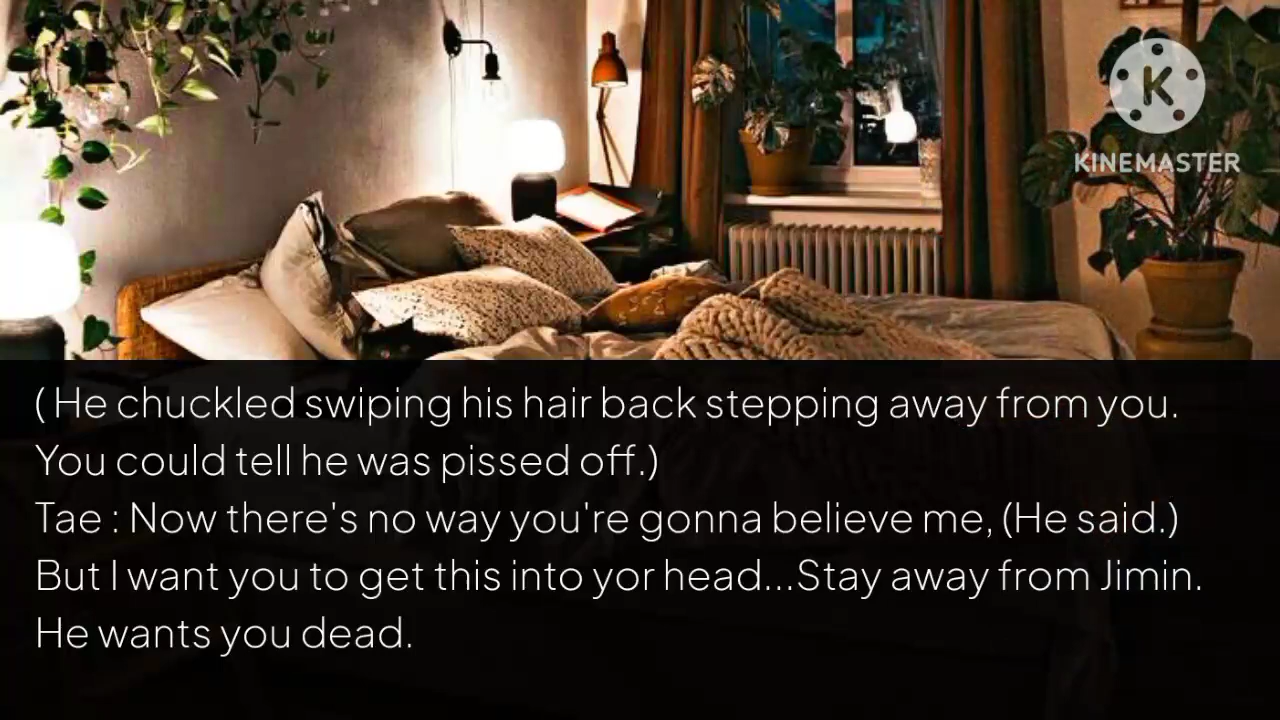 K
KINEMASTER
( He chuckled swiping his hair back stepping away from you.
You could tell he was pissed off.)
Tae : Now there's no way you're gonna believe me, (He said.)
But I want you to get this into yor head...Stay away from Jimin.
He wants you dead.